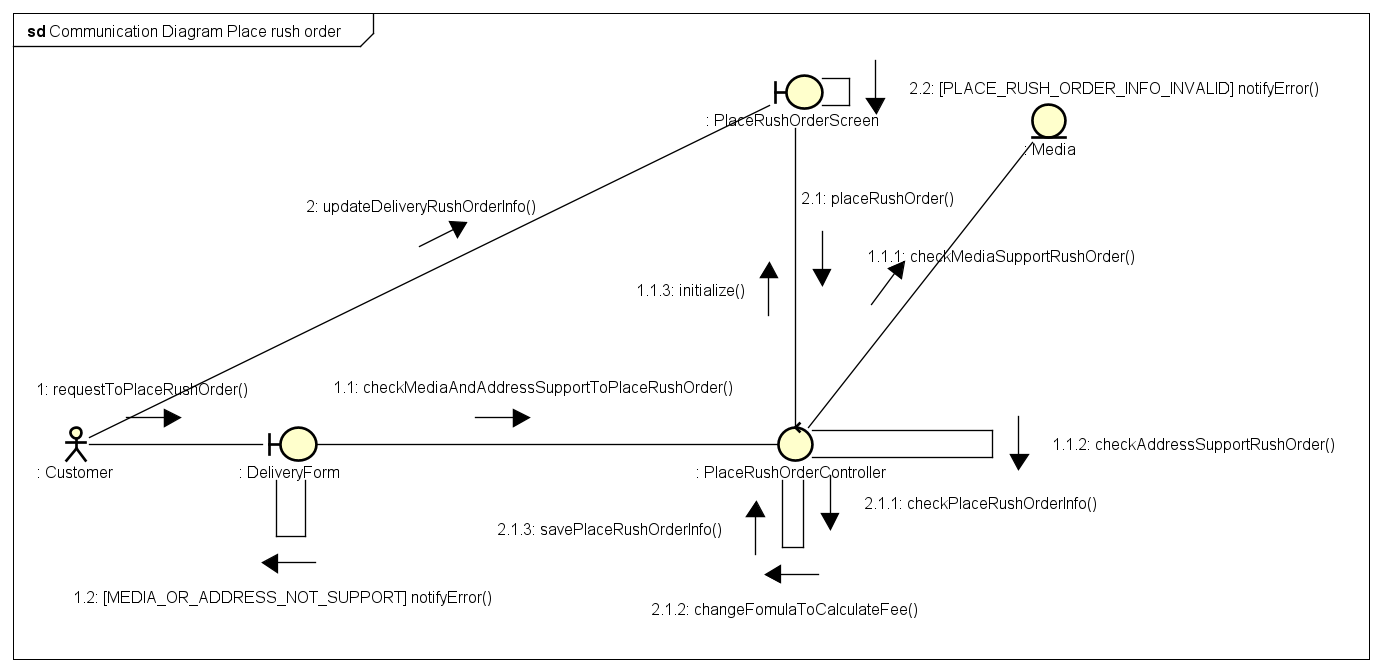 sd Communication Diagram Place rush order
2.2: [PLACE_RUSH_ORDER_INFO_INVALID] notifyError()
: PlaceRushOrderScreen
: Media
2.1: placeRushOrder()
2: updateDeliveryRushOrderInfo()
1.1.1: checkMediaSupportRushOrder()
1.1.3: initialize()
1: requestToPlaceRushOrder()
1.1: checkMediaAndAddressSupportToPlaceRushOrder()
1.1.2: checkAddressSupportRushOrder()
: Customer
: DeliveryForm
: PlaceRushOrderController
2.1.1: checkPlaceRushOrderInfo()
2.1.3: savePlaceRushOrderInfo()
1.2: [MEDIA_OR_ADDRESS_NOT_SUPPORT] notifyError()
2.1.2: changeFomulaToCalculateFee()